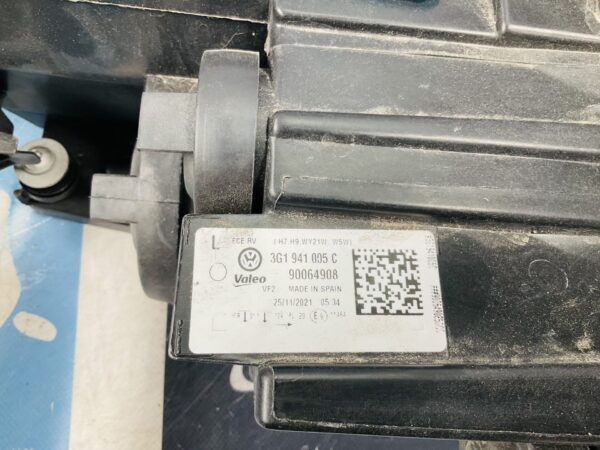 L ECE RV ( H7 H9 WY21W W5W)
3G1 941 005 C
Valeo 90064908
VF2 MADE IN SPAIN
25/11/2021 05:34